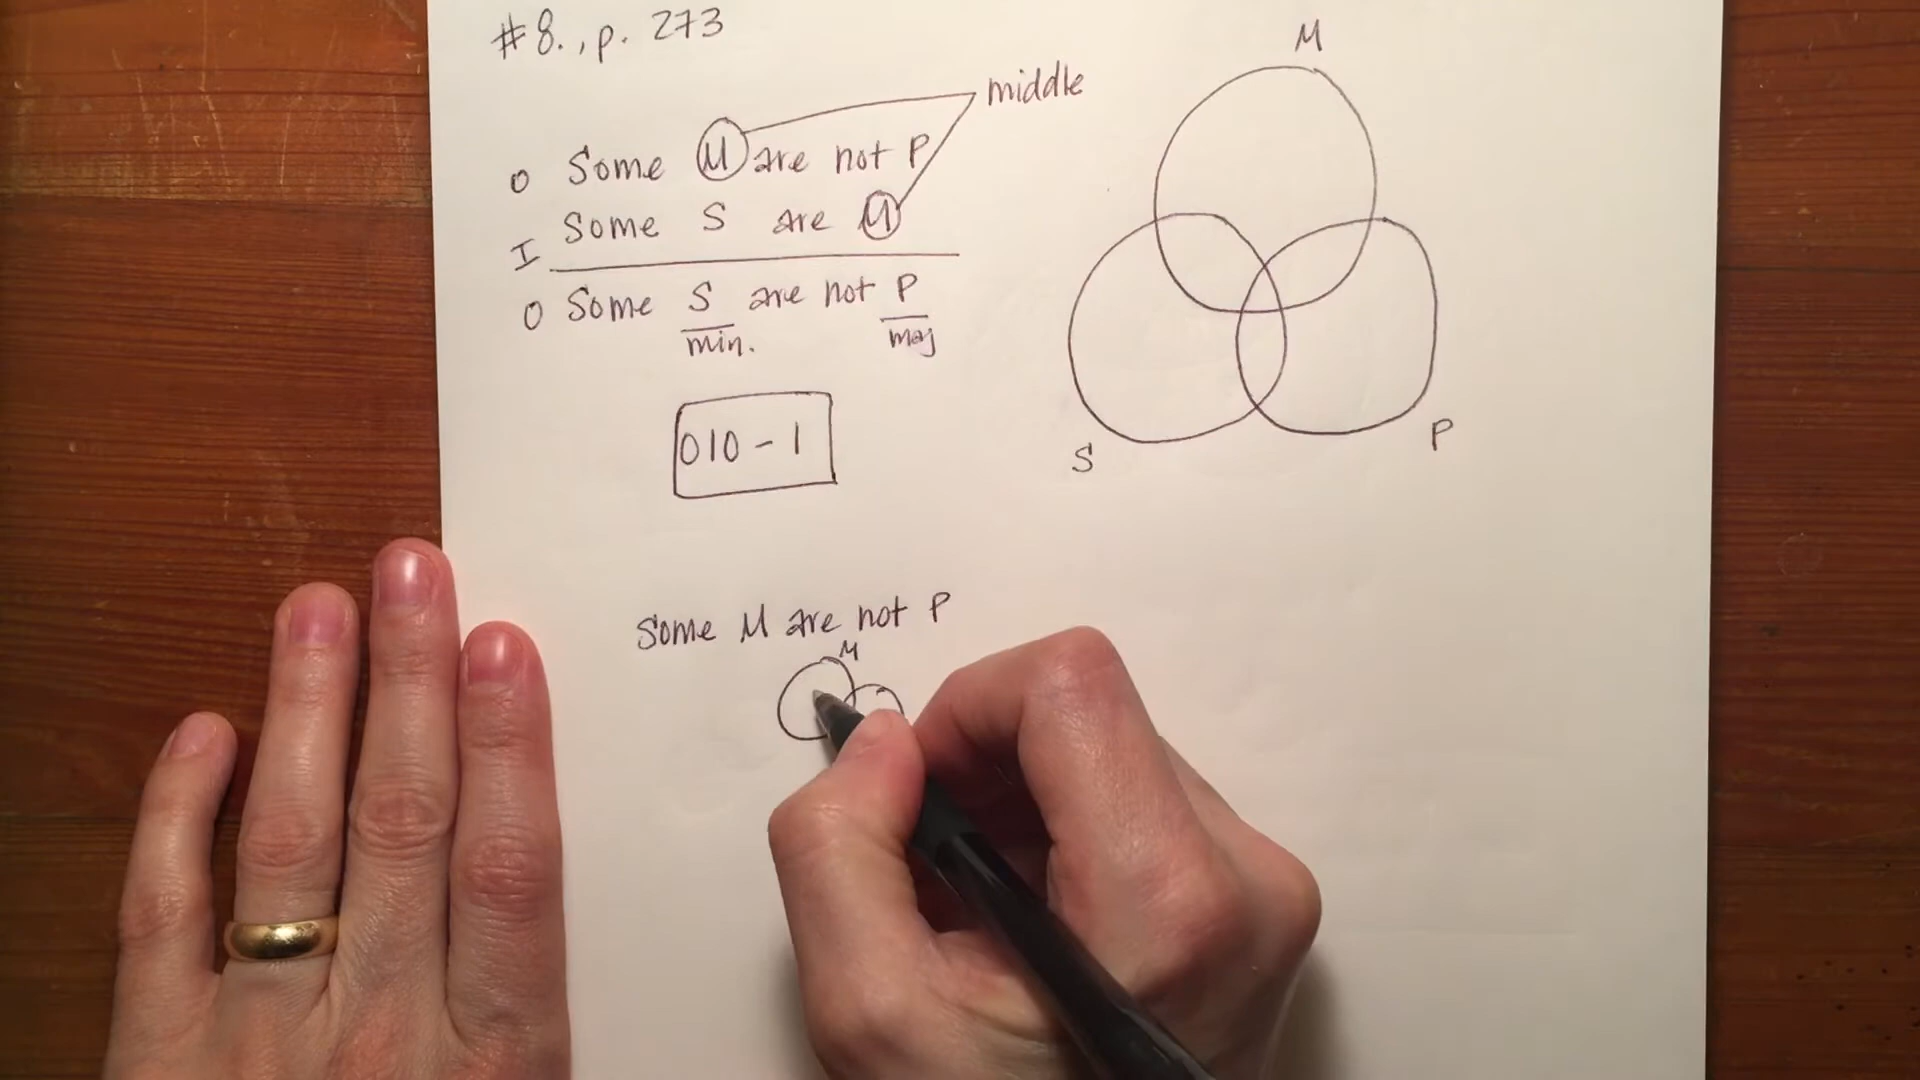 #8., p. 273
middle
O Some M are not P
I Some S are M
O Some S are not P
min. maj
OIO - 1
M
S
P
Some M are not P
M